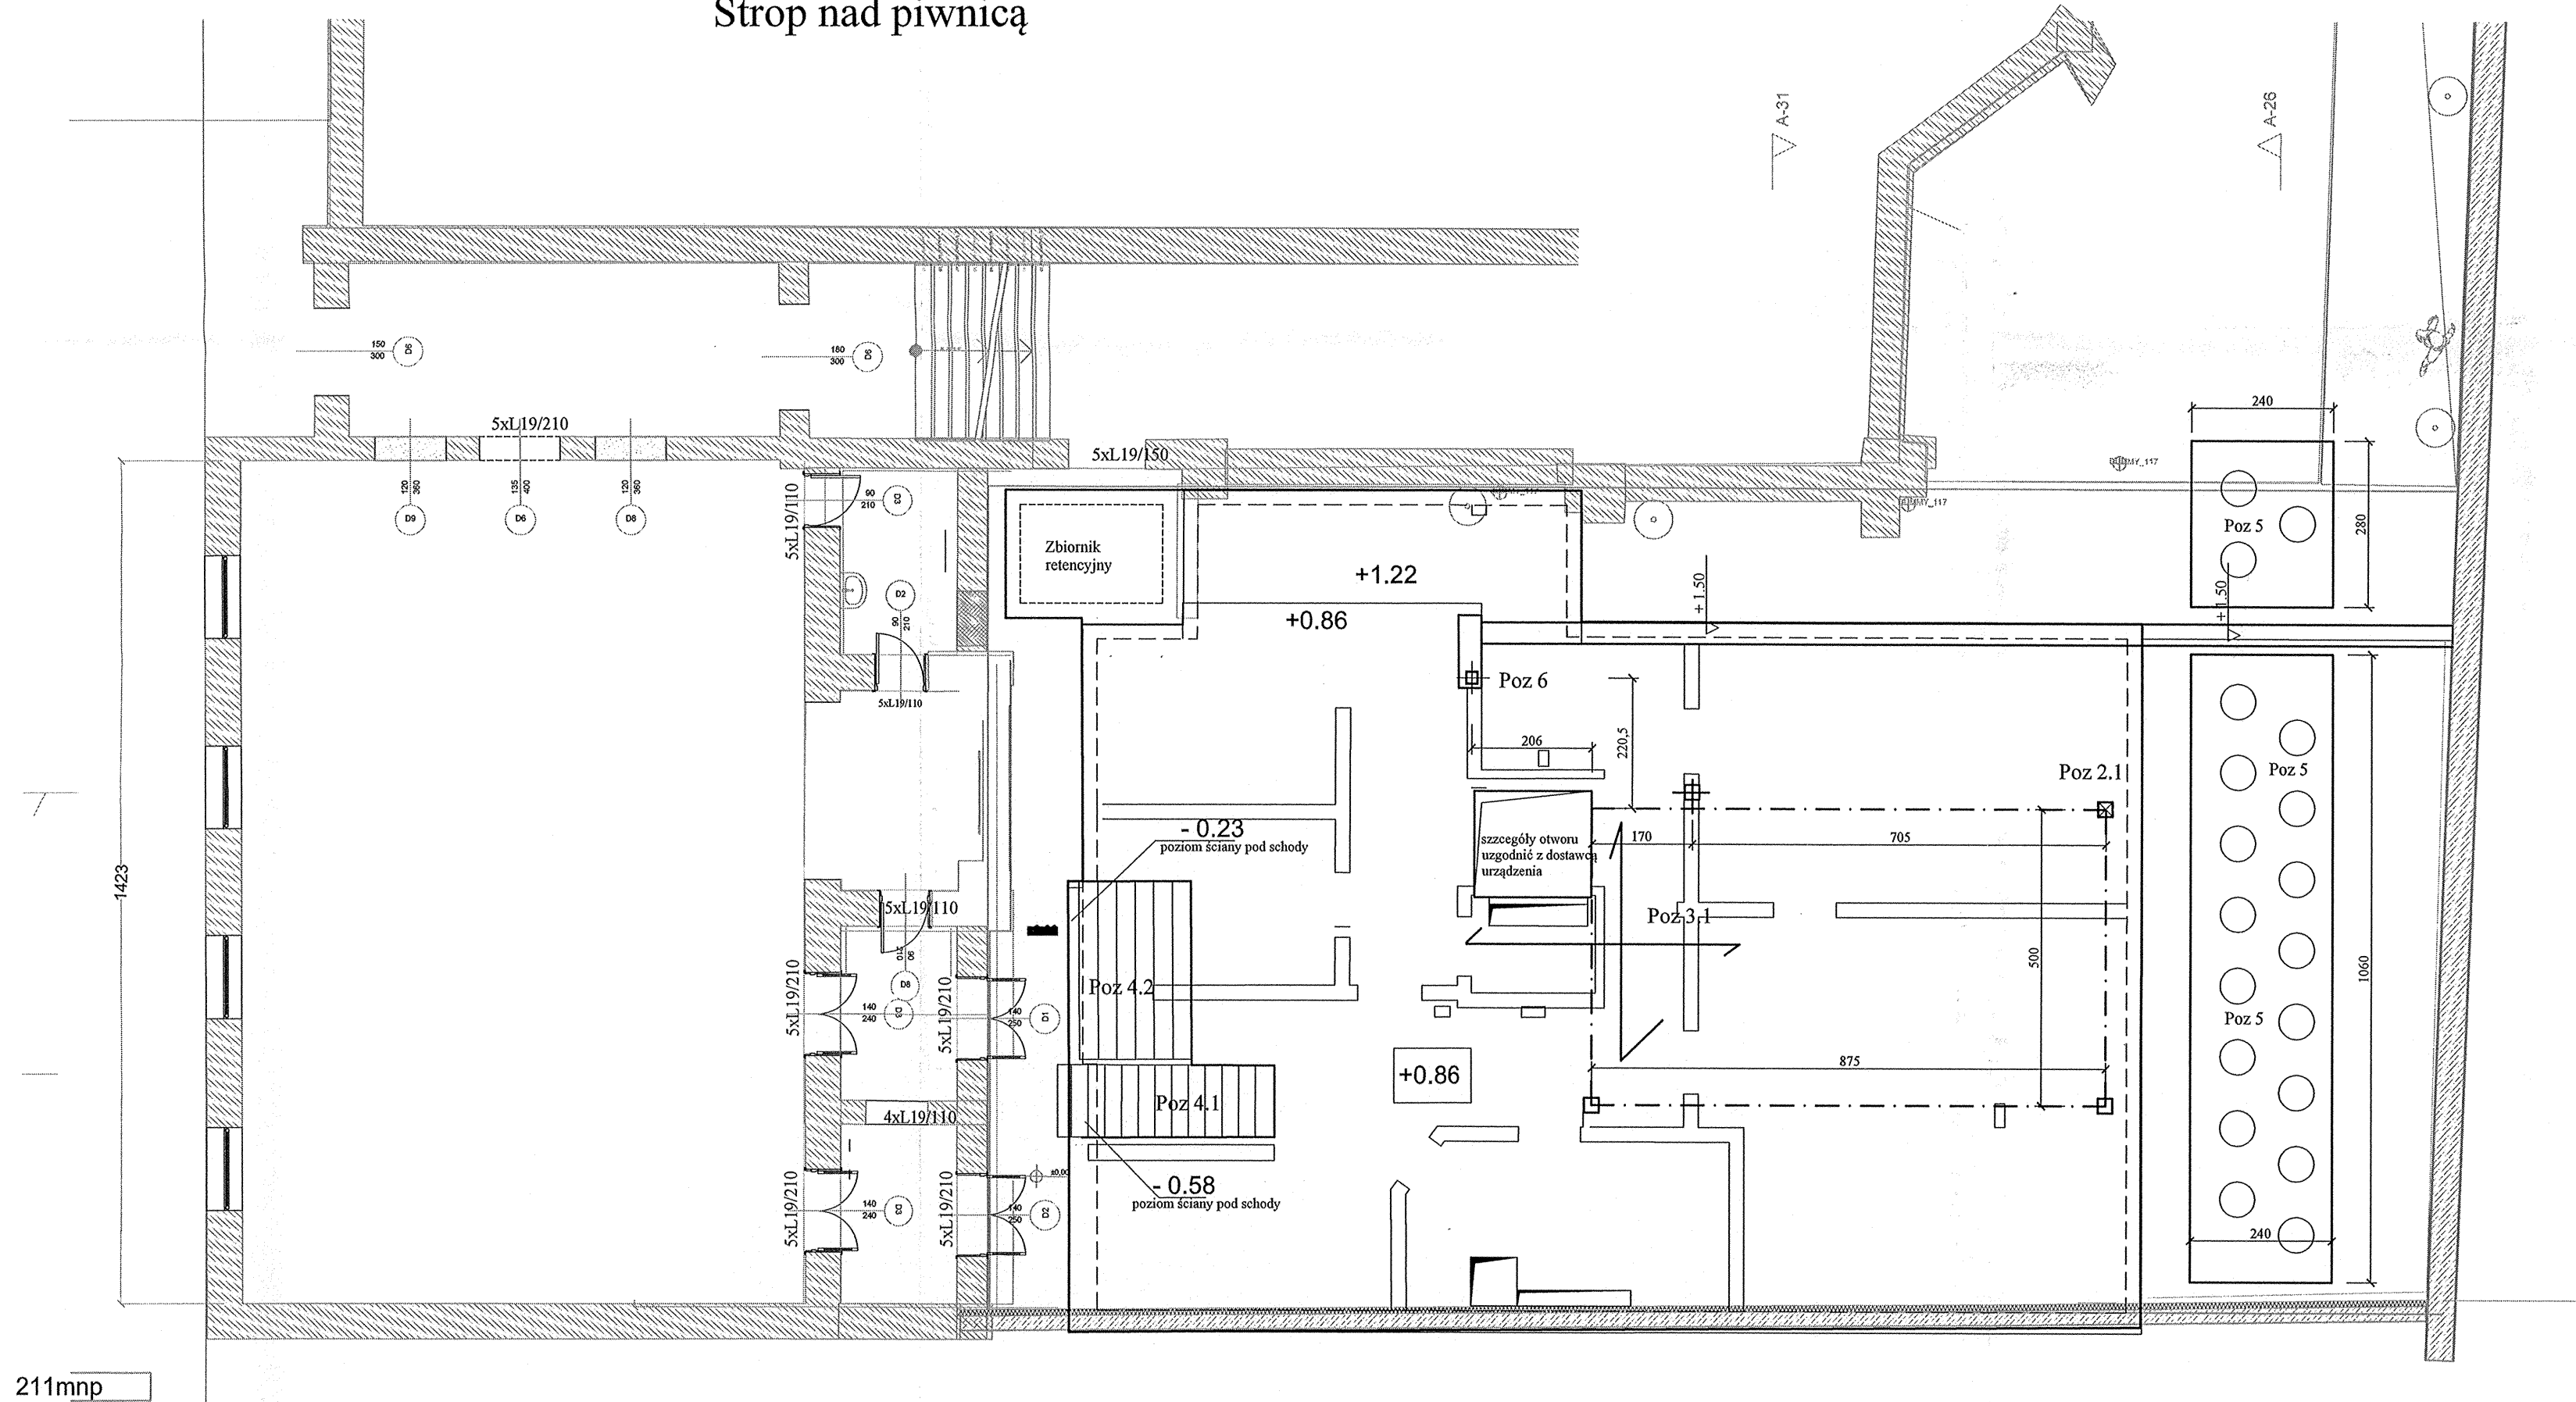 Strop nad piwnicą
A-31
A-26
150
300
D6
180
300
D6
5xL19/210
5xL19/150
240
120
360
D9
135
400
D6
120
360
D8
5xL19/110
90
210
D3
Zbiornik
retencyjny
+1.22
+0.86
Poz 5
280
+1.50
+1.50
D2
90
210
5xL19/110
Poz 6
206
220,5
Poz 2.1
Poz 5
1423
- 0.23
poziom ściany pod schody
szczegóły otworu
uzgodnić z dostawcą
urządzenia
170
705
5xL19/110
Poz 3.1
500
1060
90
210
5xL19/210
D8
140
240
D3
5xL19/210
140
250
D1
Poz 4.2
Poz 5
+0.86
875
Poz 4.1
4xL19/110
±0,00
- 0.58
poziom ściany pod schody
5xL19/210
140
240
D3
5xL19/210
140
250
D2
240
211mnp